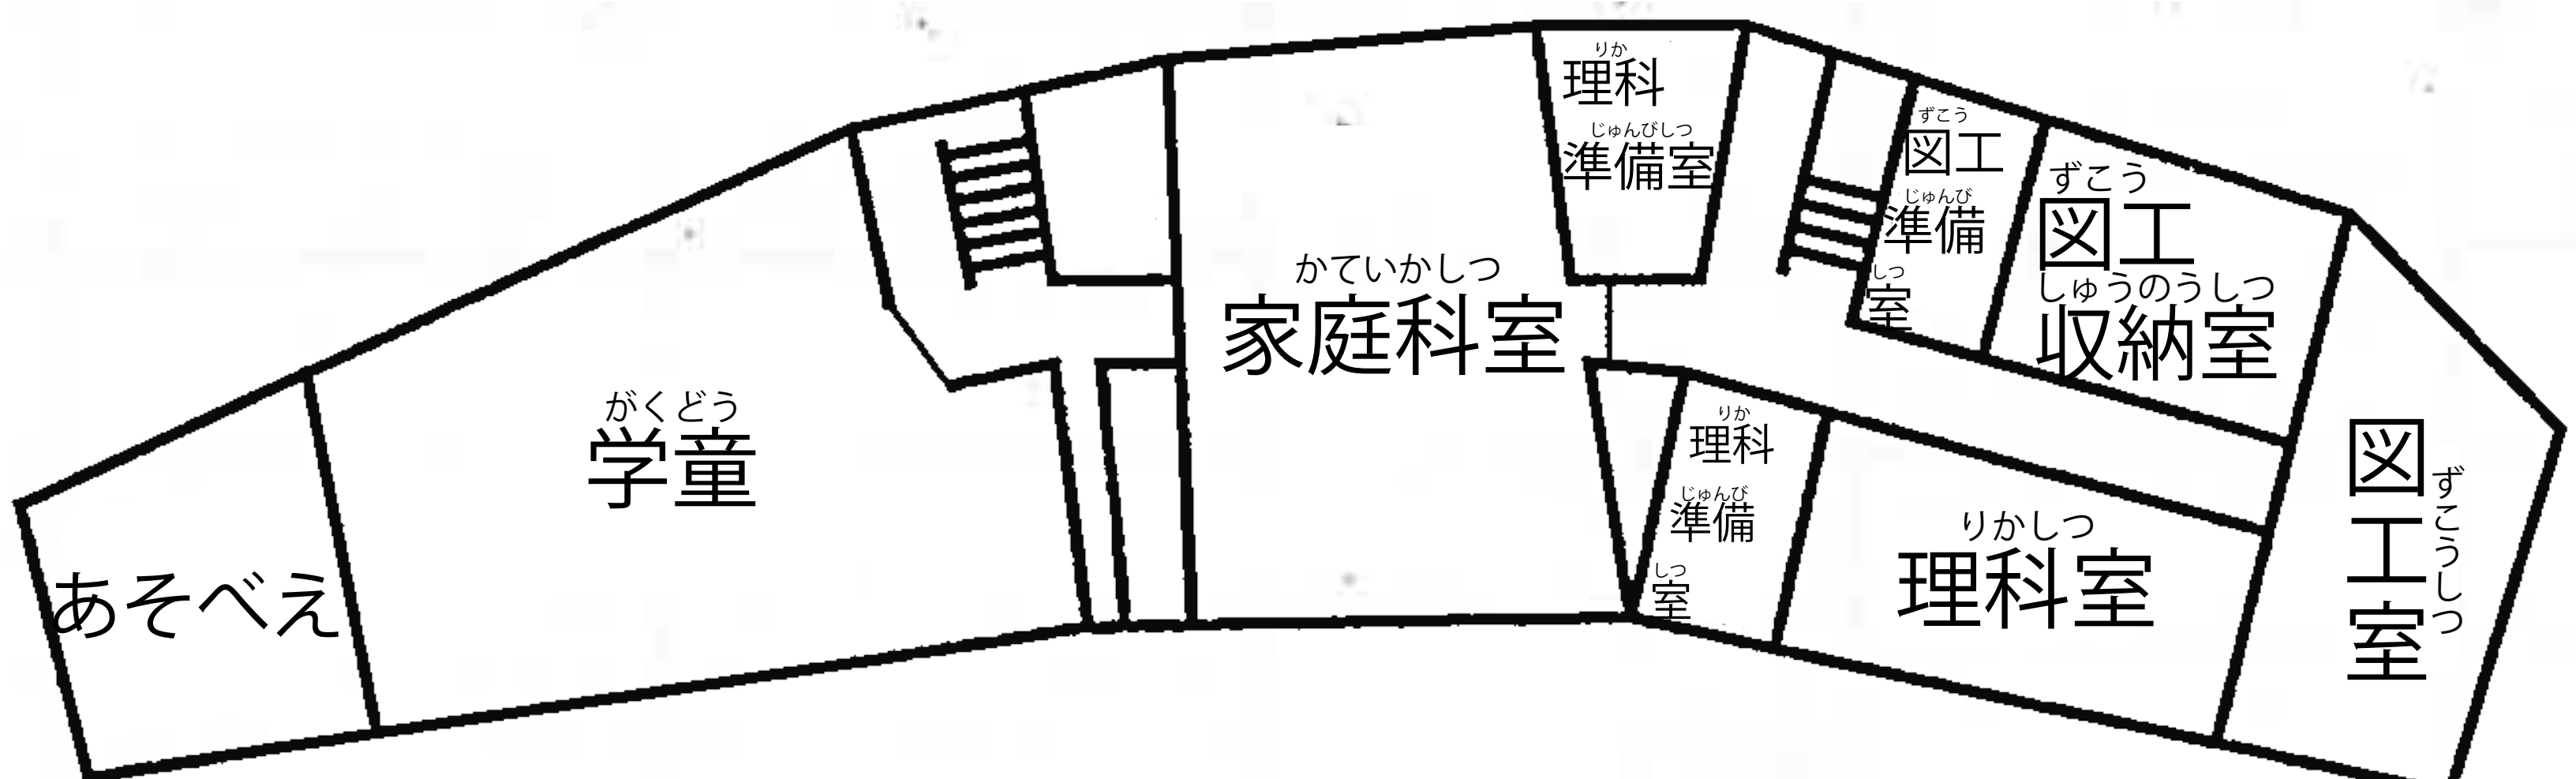 あそべえ
がくどう
学童
かていかしつ
家庭科室
りか
理科
じゅんびしつ
準備室
ずこう
図工
じゅんび
準備
しつ
室
ずこう
図工
しゅうのうしつ
収納室
りか
理科
じゅんび
準備
しつ
室
りかしつ
理科室
図工室
ずこうしつ